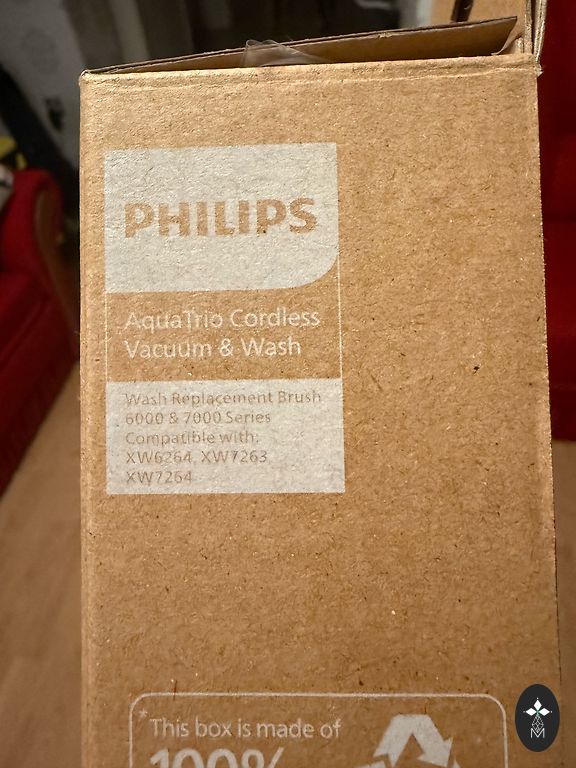 PHILIPS
AquaTrio Cordless
Vacuum & Wash
Wash Replacement Brush
6000 & 7000 Series
Compatible with:
XW6264, XW7263
XW7264
*This box is made of
100%